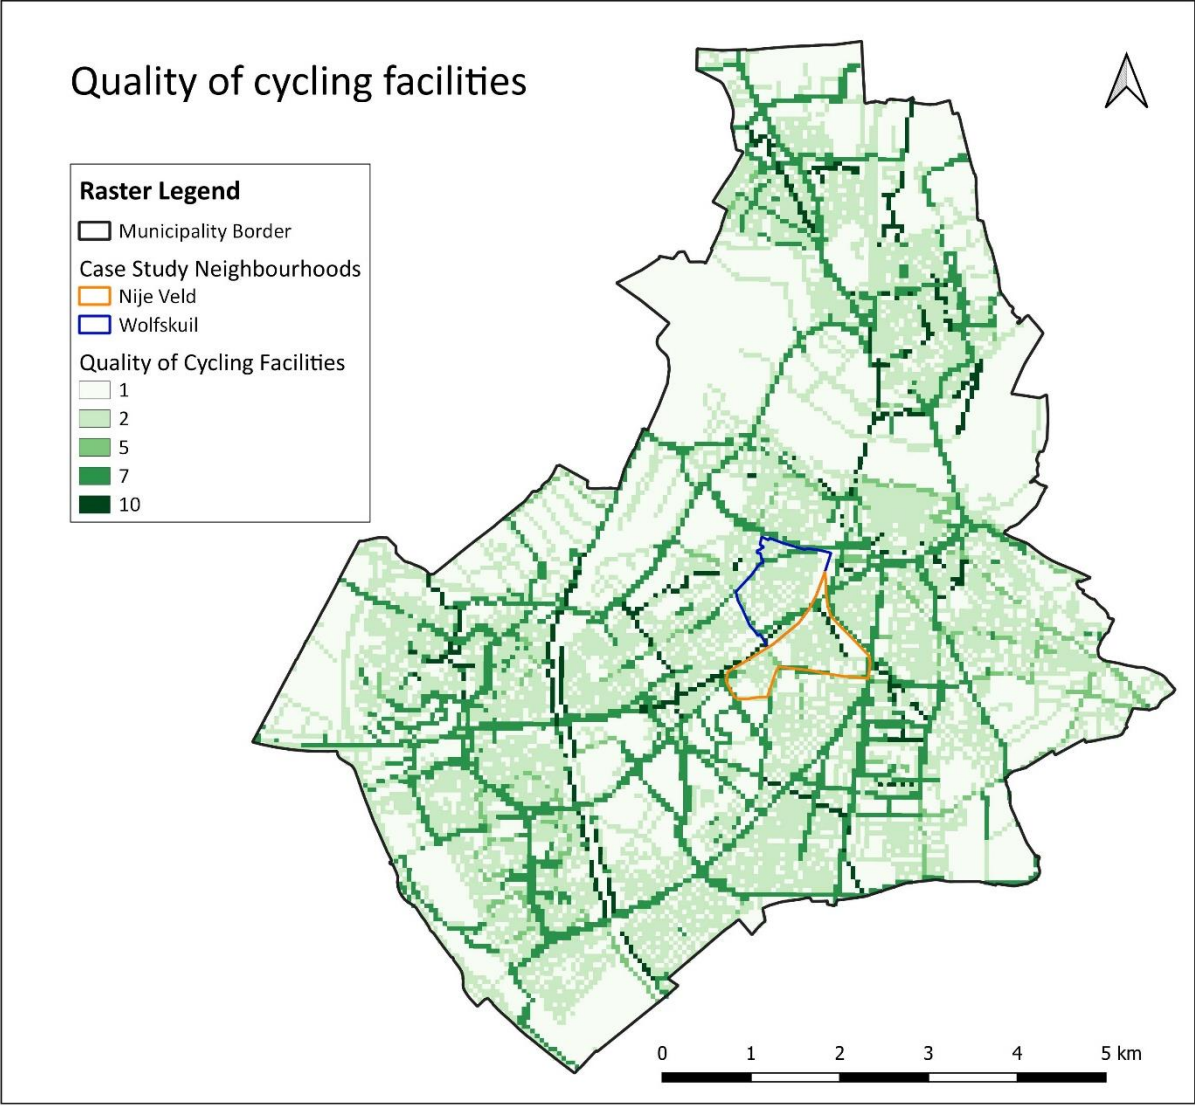 Quality of cycling facilities
Raster Legend
Municipality Border
Case Study Neighbourhoods
Nije Veld
Wolfskuil
Quality of Cycling Facilities
1
2
5
7
10
0 1 2 3 4 5 km